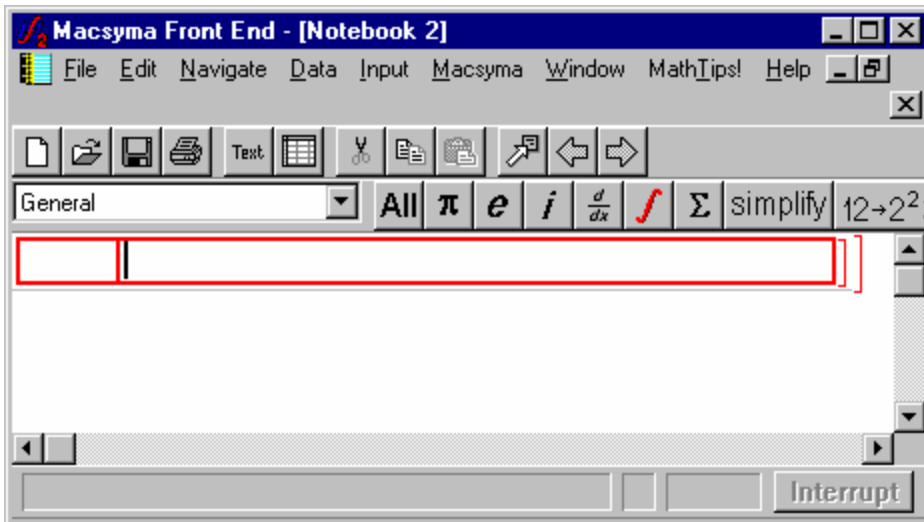 Macsyma Front End - [Notebook 2]
File Edit Navigate Data Input Macsyma Window MathTips! Help
Text
General All π e i d/dx ∫ Σ simplify 12→2²
Interrupt